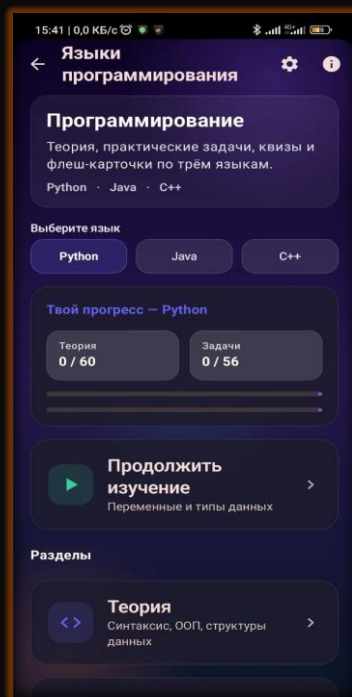 15:41 | 0,0 КБ/с
4G+
Языки
программирования
Программирование
Теория, практические задачи, квизы и
флеш-карточки по трём языкам.
Python · Java · C++
Выберите язык
Python Java C++
Твой прогресс — Python
Теория Задачи
0 / 60 0 / 56
Продолжить
изучение
Переменные и типы данных
Разделы
Теория
Синтаксис, ООП, структуры
данных